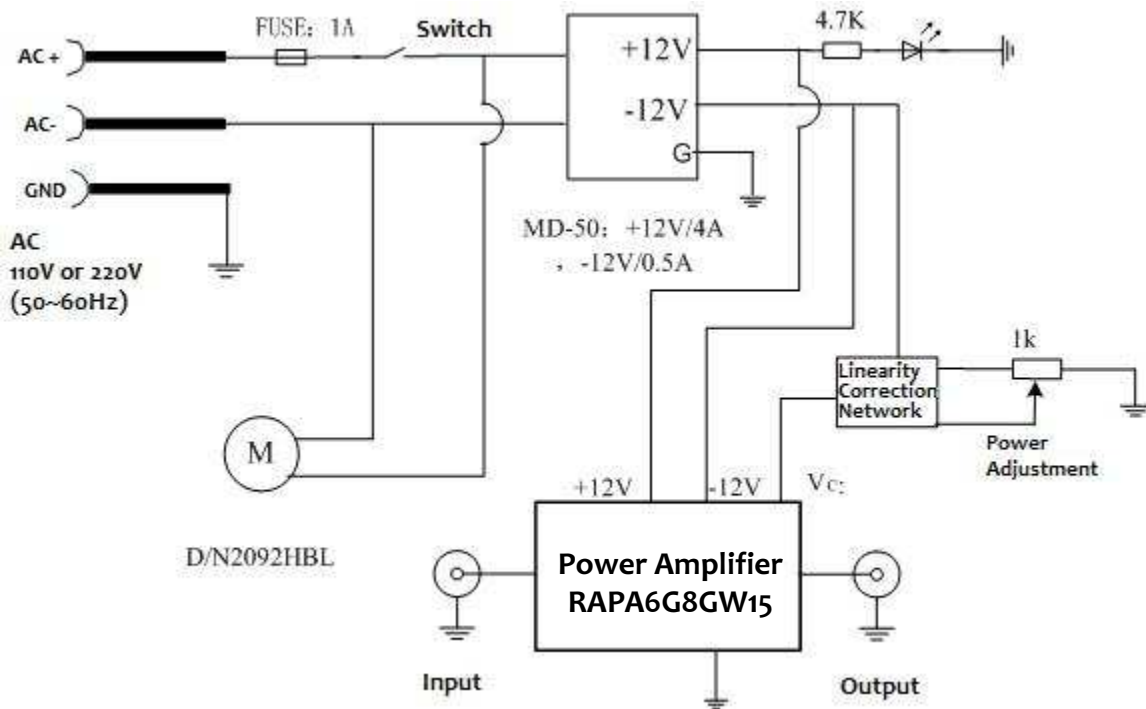 FUSE: 1A
Switch
4.7K
AC +
+12V
-12V
AC-
G
GND
MD-50: +12V/4A
, -12V/0.5A
AC
110V or 220V
(50~60Hz)
1k
Linearity
Correction
Network
Power
Adjustment
M
+12V
-12V
Vc:
D/N2092HBL
Power Amplifier
RAPA6G8GW15
Input
Output